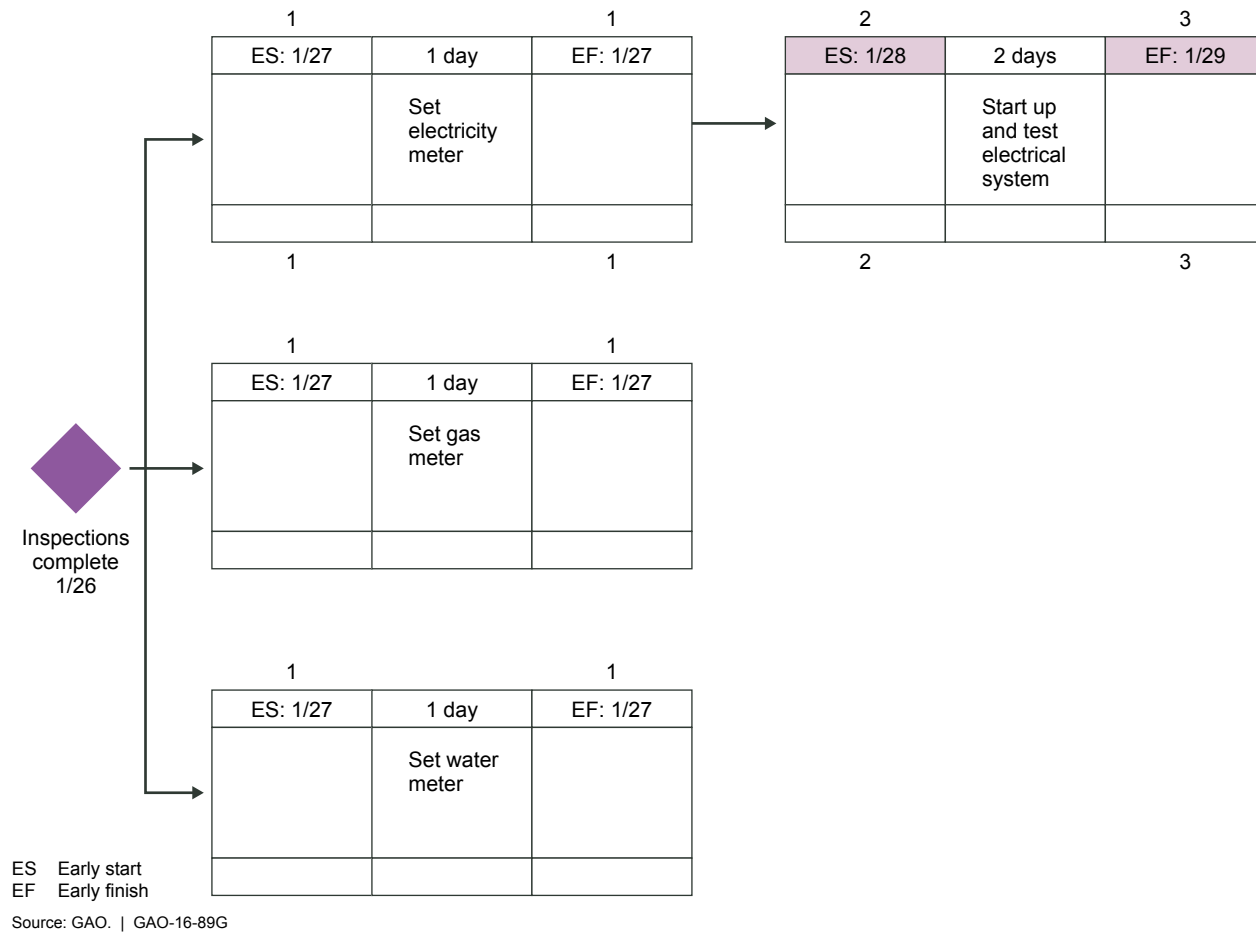 1 1 2 3
ES: 1/27 1 day EF: 1/27 ES: 1/28 2 days EF: 1/29
Set
electricity
meter
Start up
and test
electrical
system
1 1 2 3
1 1
ES: 1/27 1 day EF: 1/27
Set gas
meter
Inspections
complete
1/26
1 1
ES: 1/27 1 day EF: 1/27
Set water
meter
ES Early start
EF Early finish
Source: GAO. | GAO-16-89G